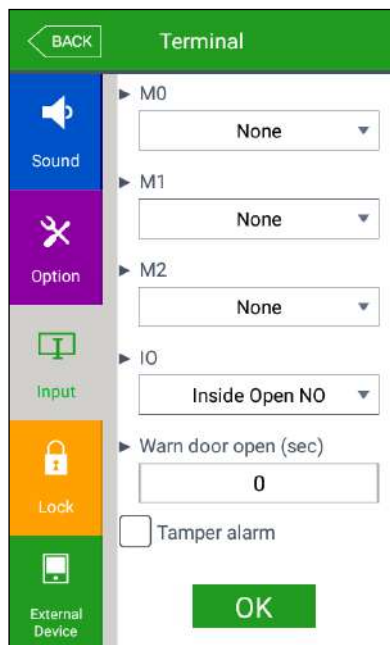 BACK
Terminal
Sound
Option
Input
Lock
External
Device
M0
None
M1
None
M2
None
IO
Inside Open NO
Warn door open (sec)
0
Tamper alarm
OK